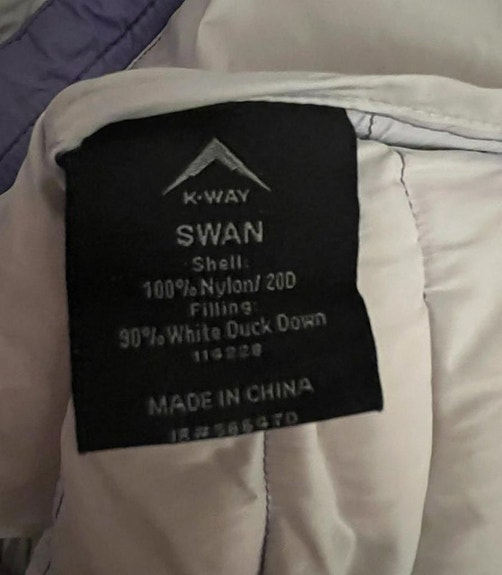 K·WAY
SWAN
Shell:
100% Nylon/ 20D
Filling:
90% White Duck Down
MADE IN CHINA